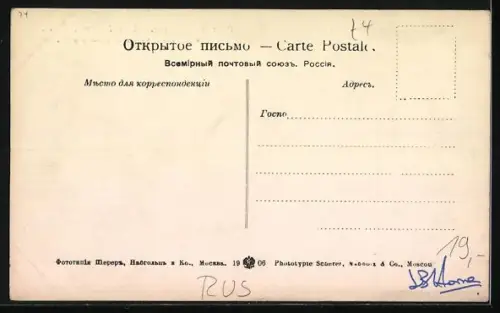 24
Открытое письмо — Carte Postale.
Всемірный почтовый союзъ. Россія.
Мѣсто для корреспонденціи
Адресъ.
Госпо
Фототипія Шереръ, Набгольцъ и Ко., Москва. 19 06 Phototypie Scherer, Nabholz & Co., Moscou
19,-
RUS